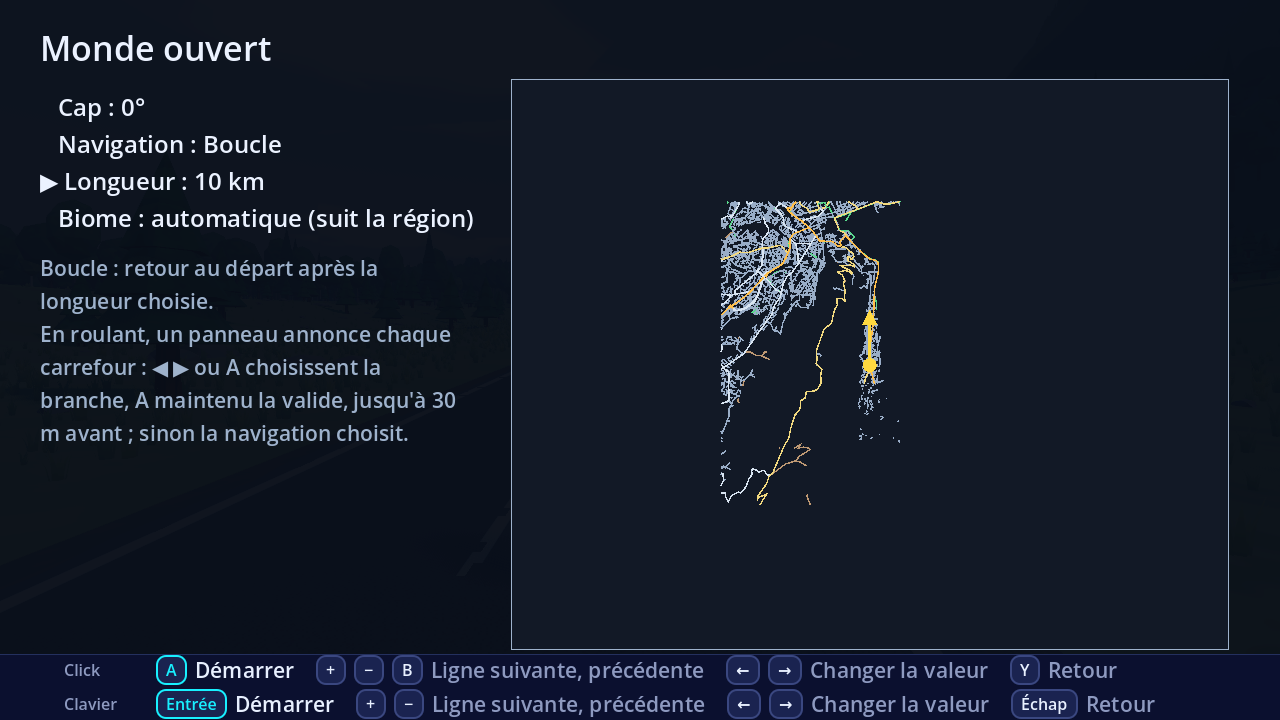 Monde ouvert
Cap : 0°
Navigation : Boucle
▶ Longueur : 10 km
Biome : automatique (suit la région)
Boucle : retour au départ après la
longueur choisie.
En roulant, un panneau annonce chaque
carrefour : ◀ ▶ ou A choisissent la
branche, A maintenu la valide, jusqu'à 30
m avant ; sinon la navigation choisit.
Click A Démarrer + − B Ligne suivante, précédente ← → Changer la valeur Y Retour
Clavier Entrée Démarrer + − Ligne suivante, précédente ← → Changer la valeur Échap Retour